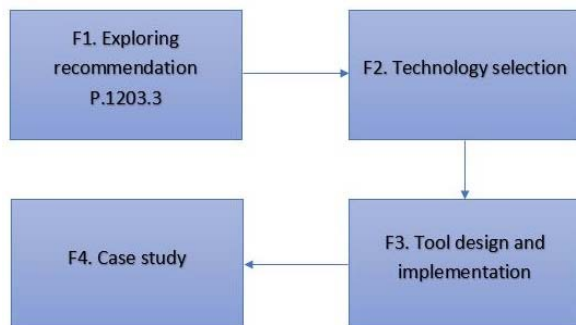 F1. Exploring
recommendation
P.1203.3
F2. Technology selection
F3. Tool design and
implementation
F4. Case study